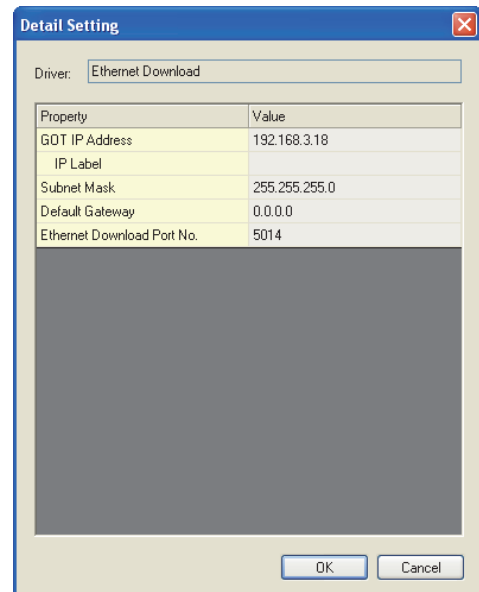 Detail Setting
Driver: Ethernet Download
Property Value
GOT IP Address 192.168.3.18
IP Label
Subnet Mask 255.255.255.0
Default Gateway 0.0.0.0
Ethernet Download Port No. 5014
OK Cancel